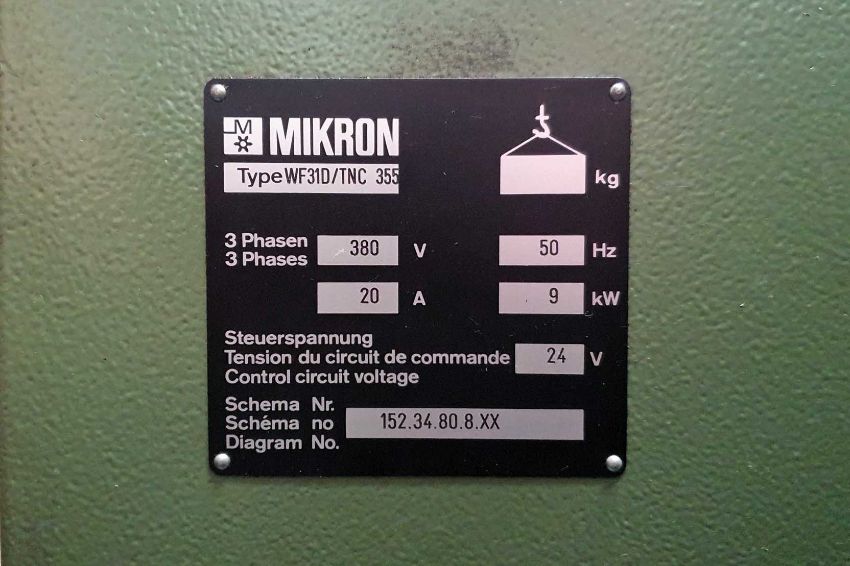 M MIKRON
Type WF31D/TNC 355
kg
3 Phasen
3 Phases 380 V 50 Hz
20 A 9 kW
Steuerspannung
Tension du circuit de commande 24 V
Control circuit voltage
Schema Nr.
Schéma no 152.34.80.8.XX
Diagram No.